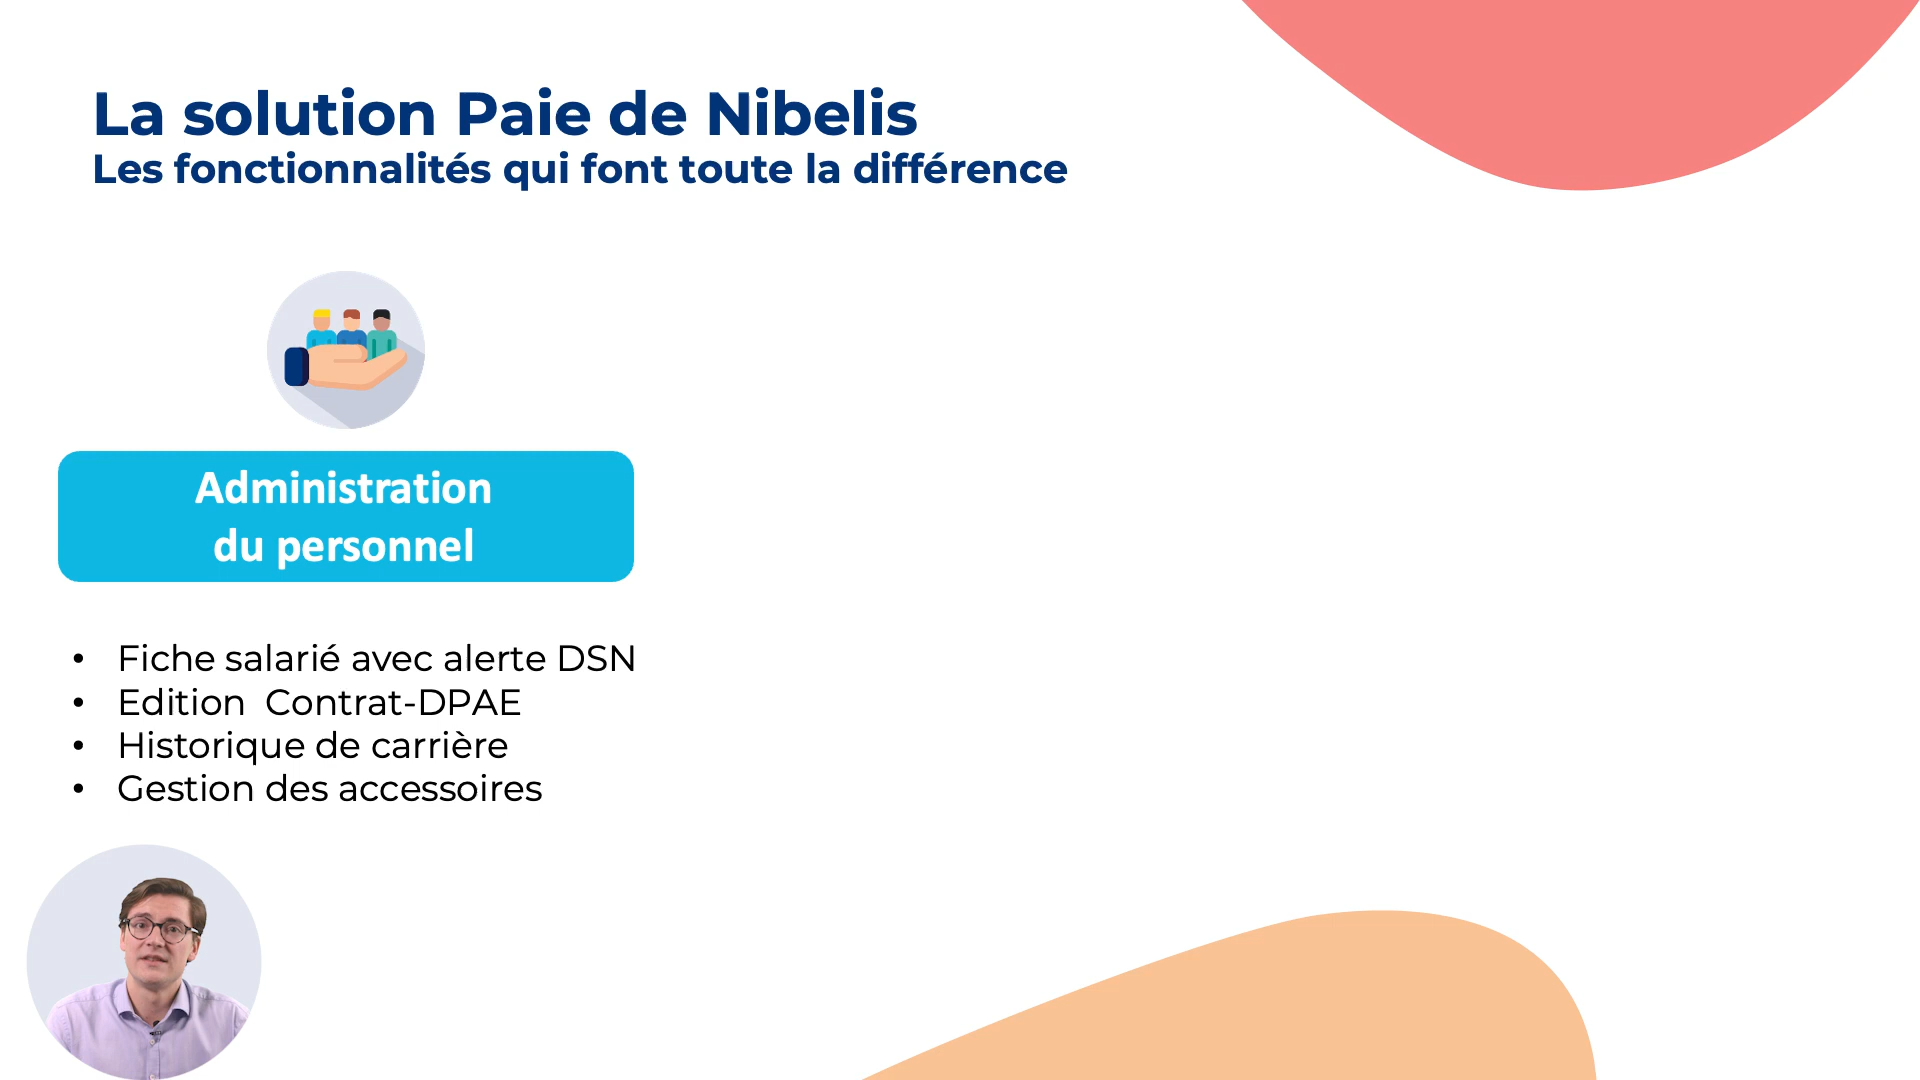 La solution Paie de Nibelis
Les fonctionnalités qui font toute la différence
Administration
du personnel
• Fiche salarié avec alerte DSN
• Edition  Contrat-DPAE
• Historique de carrière
• Gestion des accessoires